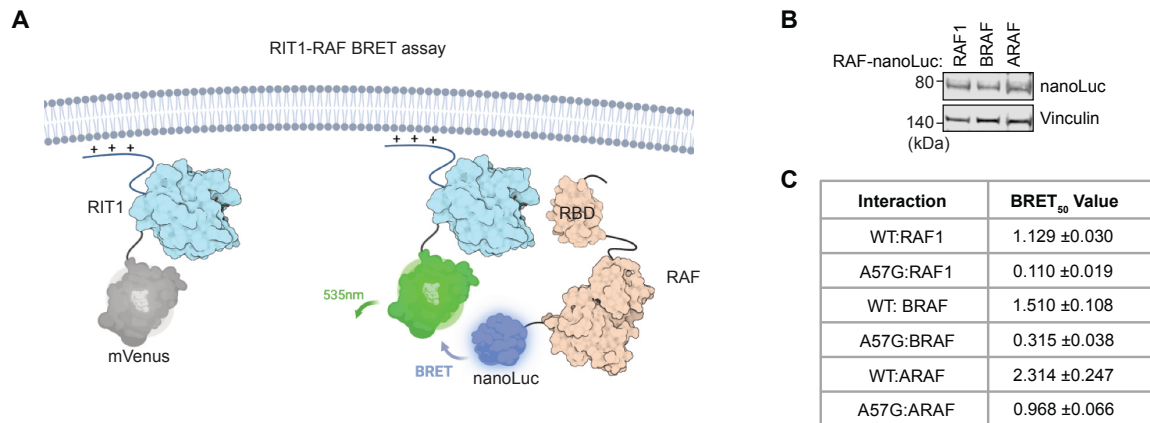 A
RIT1-RAF BRET assay
+ + +
+ + +
RIT1
RBD
RAF
535nm
mVenus
BRET
nanoLuc
B
RAF-nanoLuc: RAF1 BRAF ARAF
80 nanoLuc
140 Vinculin
(kDa)
C
Interaction BRET50 Value
WT:RAF1 1.129 ±0.030
A57G:RAF1 0.110 ±0.019
WT: BRAF 1.510 ±0.108
A57G:BRAF 0.315 ±0.038
WT:ARAF 2.314 ±0.247
A57G:ARAF 0.968 ±0.066